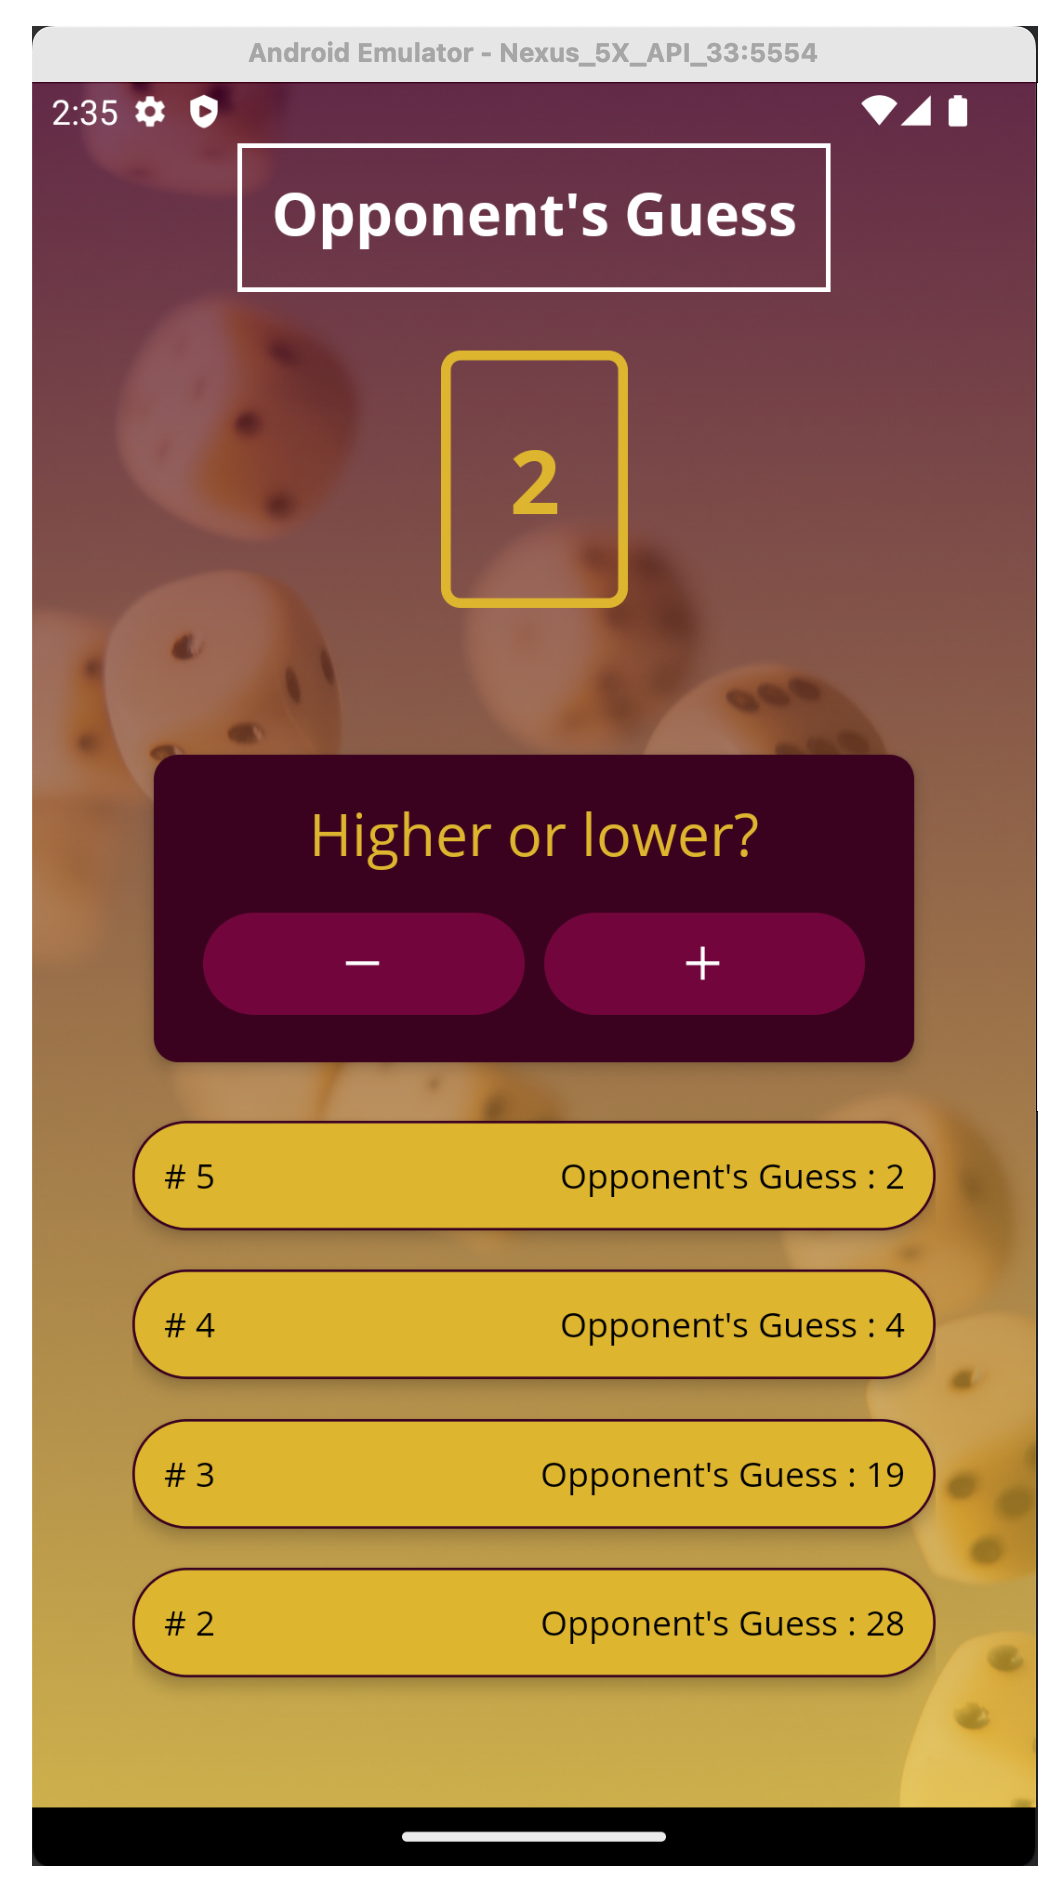 Android Emulator - Nexus_5X_API_33:5554
2:35
Opponent's Guess
2
Higher or lower?
− +
# 5 Opponent's Guess : 2
# 4 Opponent's Guess : 4
# 3 Opponent's Guess : 19
# 2 Opponent's Guess : 28